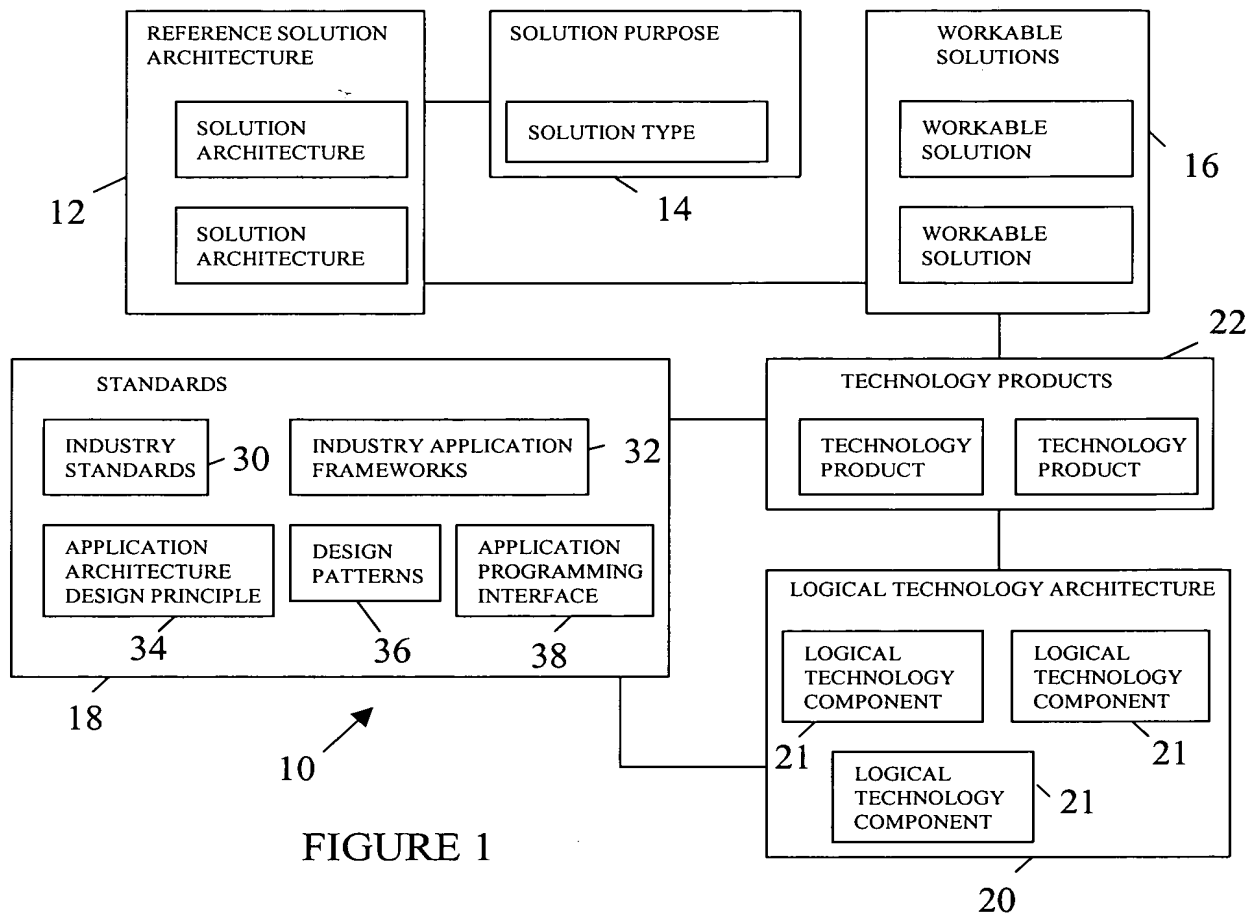 REFERENCE SOLUTION
ARCHITECTURE
SOLUTION
ARCHITECTURE
SOLUTION
ARCHITECTURE
12
SOLUTION PURPOSE
SOLUTION TYPE
14
WORKABLE
SOLUTIONS
WORKABLE
SOLUTION
WORKABLE
SOLUTION
16
STANDARDS
INDUSTRY
STANDARDS
30
INDUSTRY APPLICATION
FRAMEWORKS
32
APPLICATION
ARCHITECTURE
DESIGN PRINCIPLE
34
DESIGN
PATTERNS
36
APPLICATION
PROGRAMMING
INTERFACE
38
18
22
TECHNOLOGY PRODUCTS
TECHNOLOGY
PRODUCT
TECHNOLOGY
PRODUCT
LOGICAL TECHNOLOGY ARCHITECTURE
LOGICAL
TECHNOLOGY
COMPONENT
21
LOGICAL
TECHNOLOGY
COMPONENT
21
LOGICAL
TECHNOLOGY
COMPONENT
21
20
10
FIGURE 1